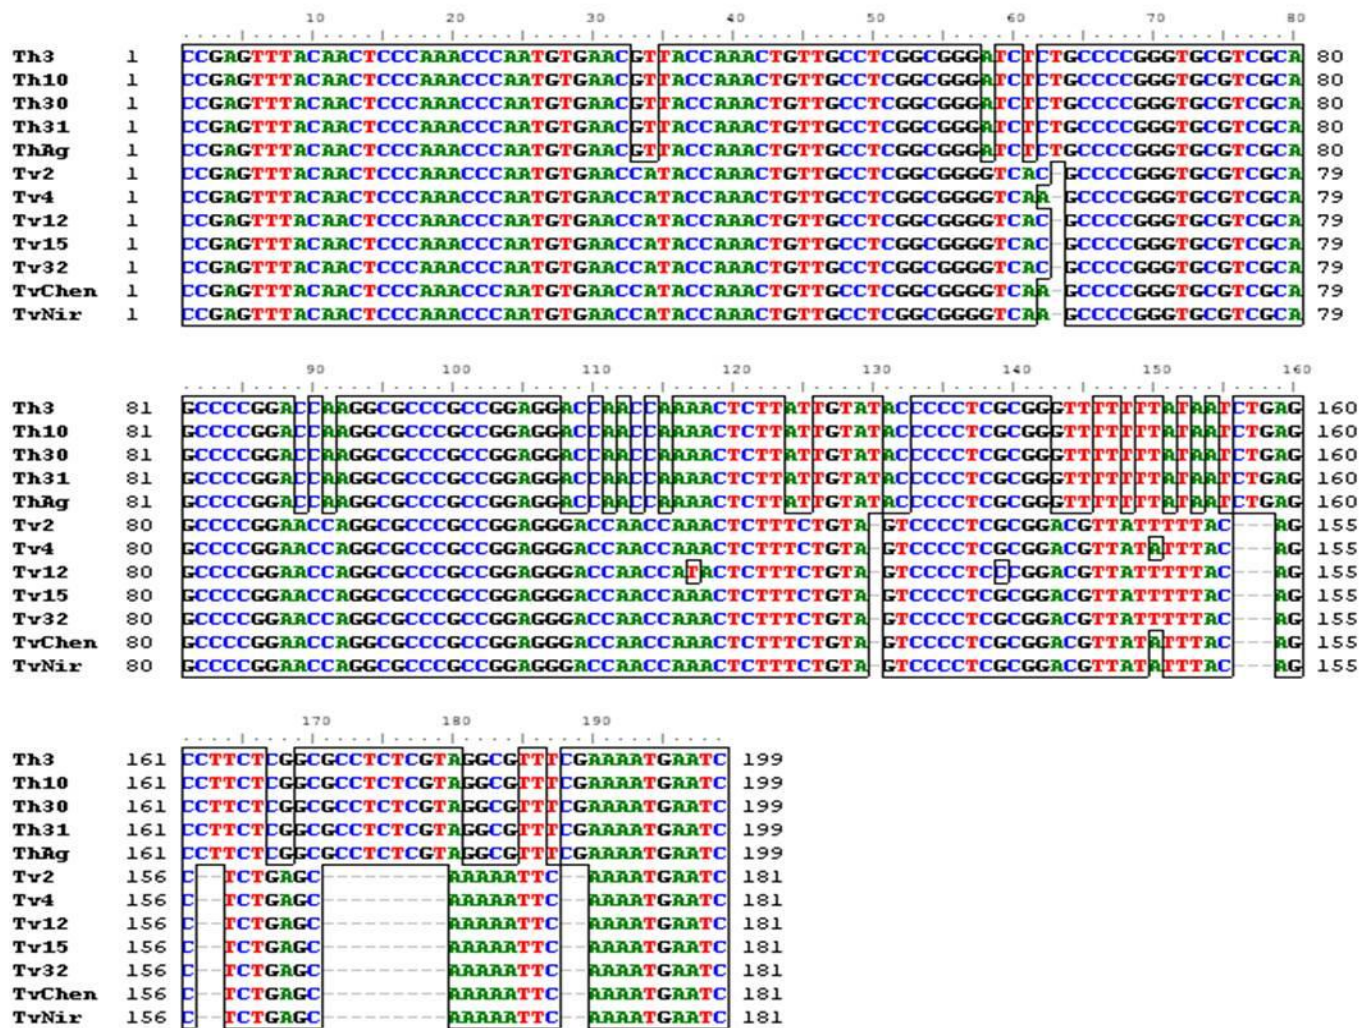 10 20 30 40 50 60 70 80
Th3 1 CCGAGTTTACAACTCCCAAACCCAATGTGAACGTTACCAAACTGTTGCCTCGGCGGGATCTCTGCCCCGGGTGCGTCGCA 80
Th10 1 CCGAGTTTACAACTCCCAAACCCAATGTGAACGTTACCAAACTGTTGCCTCGGCGGGATCTCTGCCCCGGGTGCGTCGCA 80
Th30 1 CCGAGTTTACAACTCCCAAACCCAATGTGAACGTTACCAAACTGTTGCCTCGGCGGGATCTCTGCCCCGGGTGCGTCGCA 80
Th31 1 CCGAGTTTACAACTCCCAAACCCAATGTGAACGTTACCAAACTGTTGCCTCGGCGGGATCTCTGCCCCGGGTGCGTCGCA 80
ThAg 1 CCGAGTTTACAACTCCCAAACCCAATGTGAACGTTACCAAACTGTTGCCTCGGCGGGATCTCTGCCCCGGGTGCGTCGCA 80
Tv2 1 CCGAGTTTACAACTCCCAAACCCAATGTGAACCATACCAAACTGTTGCCTCGGCGGGGTCAC-GCCCCGGGTGCGTCGCA 79
Tv4 1 CCGAGTTTACAACTCCCAAACCCAATGTGAACCATACCAAACTGTTGCCTCGGCGGGGTCAA-GCCCCGGGTGCGTCGCA 79
Tv12 1 CCGAGTTTACAACTCCCAAACCCAATGTGAACCATACCAAACTGTTGCCTCGGCGGGGTCAC-GCCCCGGGTGCGTCGCA 79
Tv15 1 CCGAGTTTACAACTCCCAAACCCAATGTGAACCATACCAAACTGTTGCCTCGGCGGGGTCAC-GCCCCGGGTGCGTCGCA 79
Tv32 1 CCGAGTTTACAACTCCCAAACCCAATGTGAACCATACCAAACTGTTGCCTCGGCGGGGTCAC-GCCCCGGGTGCGTCGCA 79
TvChen 1 CCGAGTTTACAACTCCCAAACCCAATGTGAACCATACCAAACTGTTGCCTCGGCGGGGTCAA-GCCCCGGGTGCGTCGCA 79
TvNir 1 CCGAGTTTACAACTCCCAAACCCAATGTGAACCATACCAAACTGTTGCCTCGGCGGGGTCAA-GCCCCGGGTGCGTCGCA 79
90 100 110 120 130 140 150 160
Th3 81 GCCCCGGACCAAGGCGCCCGCCGGAGGACCAACCAAAACTCTTATTGTATACCCCCTCGCGGGTTTTTTTATAATCTGAG 160
Th10 81 GCCCCGGACCAAGGCGCCCGCCGGAGGACCAACCAAAACTCTTATTGTATACCCCCTCGCGGGTTTTTTTATAATCTGAG 160
Th30 81 GCCCCGGACCAAGGCGCCCGCCGGAGGACCAACCAAAACTCTTATTGTATACCCCCTCGCGGGTTTTTTTATAATCTGAG 160
Th31 81 GCCCCGGACCAAGGCGCCCGCCGGAGGACCAACCAAAACTCTTATTGTATACCCCCTCGCGGGTTTTTTTATAATCTGAG 160
ThAg 81 GCCCCGGACCAAGGCGCCCGCCGGAGGACCAACCAAAACTCTTATTGTATACCCCCTCGCGGGTTTTTTTATAATCTGAG 160
Tv2 80 GCCCCGGAACCAGGCGCCCGCCGGAGGGACCAACCAAACTCTTTCTGTA-GTCCCCTCGCGGACGTTATTTTTAC---AG 155
Tv4 80 GCCCCGGAACCAGGCGCCCGCCGGAGGGACCAACCAAACTCTTTCTGTA-GTCCCCTCGCGGACGTTATATTTAC---AG 155
Tv12 80 GCCCCGGAACCAGGCGCCCGCCGGAGGGACCAACCATACTCTTTCTGTA-GTCCCCTCCCGGACGTTATTTTTAC---AG 155
Tv15 80 GCCCCGGAACCAGGCGCCCGCCGGAGGGACCAACCAAACTCTTTCTGTA-GTCCCCTCGCGGACGTTATTTTTAC---AG 155
Tv32 80 GCCCCGGAACCAGGCGCCCGCCGGAGGGACCAACCAAACTCTTTCTGTA-GTCCCCTCGCGGACGTTATTTTTAC---AG 155
TvChen 80 GCCCCGGAACCAGGCGCCCGCCGGAGGGACCAACCAAACTCTTTCTGTA-GTCCCCTCGCGGACGTTATATTTAC---AG 155
TvNir 80 GCCCCGGAACCAGGCGCCCGCCGGAGGGACCAACCAAACTCTTTCTGTA-GTCCCCTCGCGGACGTTATATTTAC---AG 155
170 180 190
Th3 161 CCTTCTCGGCGCCTCTCGTAGGCGTTTCGAAAATGAATC 199
Th10 161 CCTTCTCGGCGCCTCTCGTAGGCGTTTCGAAAATGAATC 199
Th30 161 CCTTCTCGGCGCCTCTCGTAGGCGTTTCGAAAATGAATC 199
Th31 161 CCTTCTCGGCGCCTCTCGTAGGCGTTTCGAAAATGAATC 199
ThAg 161 CCTTCTCGGCGCCTCTCGTAGGCGTTTCGAAAATGAATC 199
Tv2 156 C--TCTGAGC---------AAAAATTC--AAAATGAATC 181
Tv4 156 C--TCTGAGC---------AAAAATTC--AAAATGAATC 181
Tv12 156 C--TCTGAGC---------AAAAATTC--AAAATGAATC 181
Tv15 156 C--TCTGAGC---------AAAAATTC--AAAATGAATC 181
Tv32 156 C--TCTGAGC---------AAAAATTC--AAAATGAATC 181
TvChen 156 C--TCTGAGC---------AAAAATTC--AAAATGAATC 181
TvNir 156 C--TCTGAGC---------AAAAATTC--AAAATGAATC 181